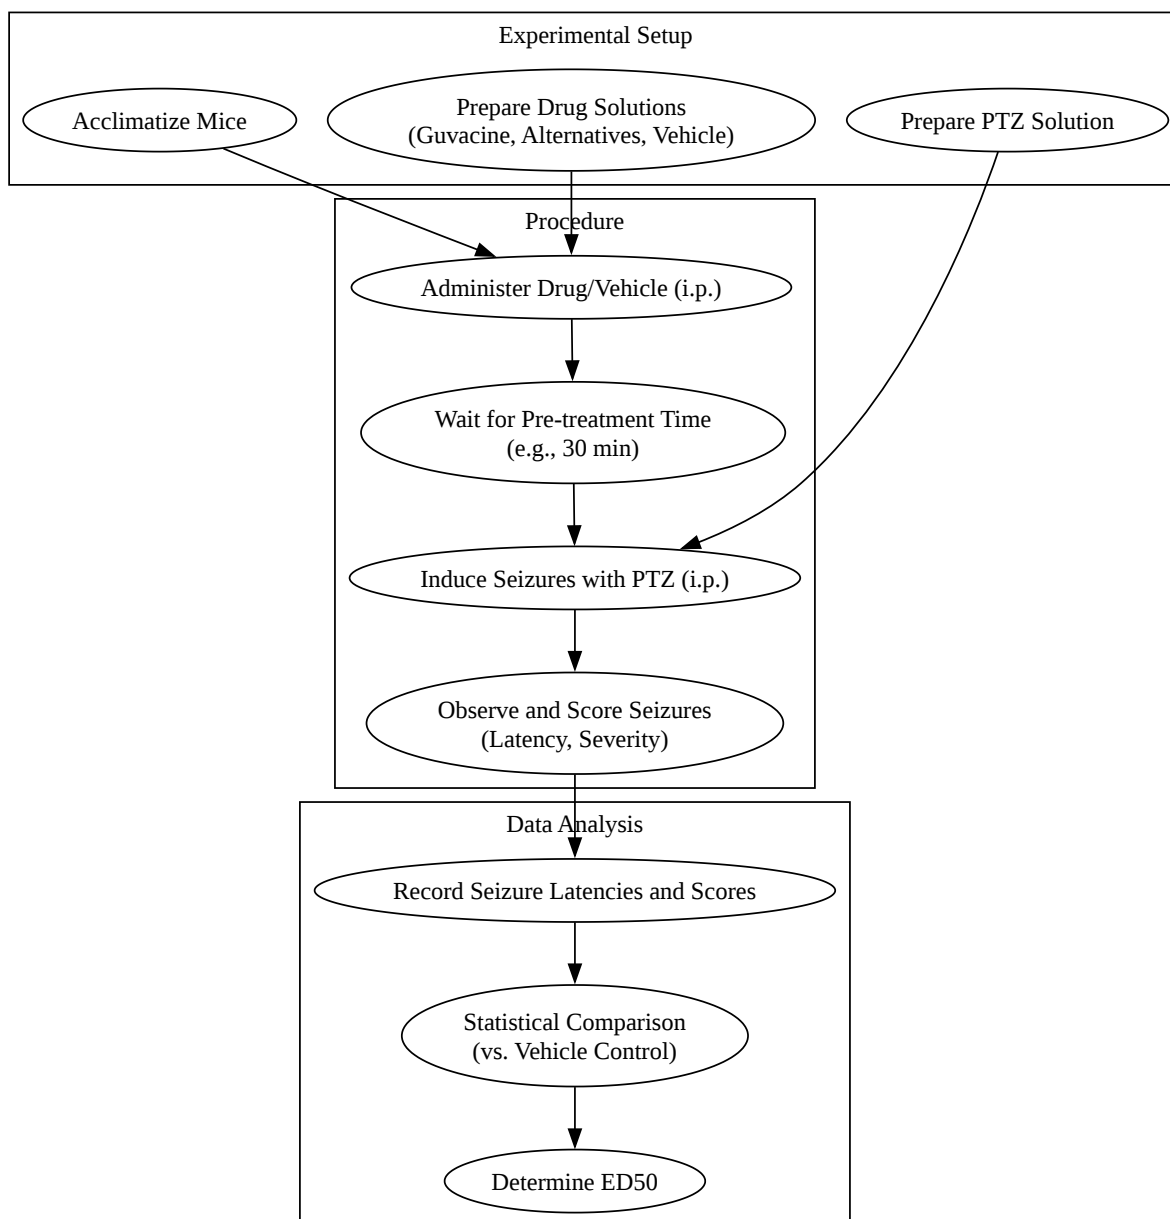 Experimental Setup
Acclimatize Mice
Prepare Drug Solutions
(Guvacine, Alternatives, Vehicle)
Prepare PTZ Solution
Procedure
Administer Drug/Vehicle (i.p.)
Wait for Pre-treatment Time
(e.g., 30 min)
Induce Seizures with PTZ (i.p.)
Observe and Score Seizures
(Latency, Severity)
Data Analysis
Record Seizure Latencies and Scores
Statistical Comparison
(vs. Vehicle Control)
Determine ED50